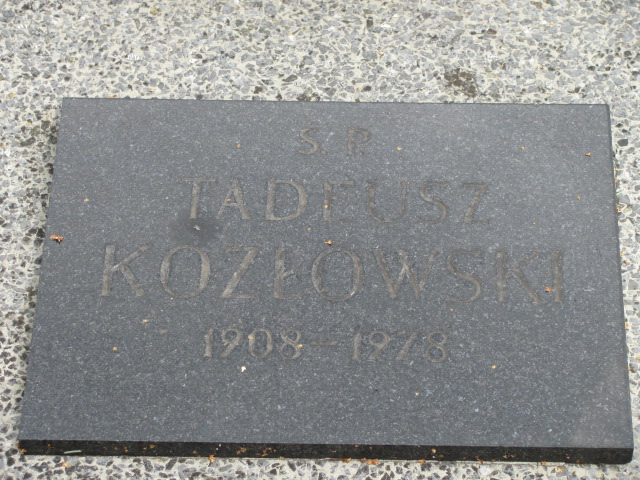 Ś.P.
TADEUSZ
KOZŁOWSKI
1908-1978